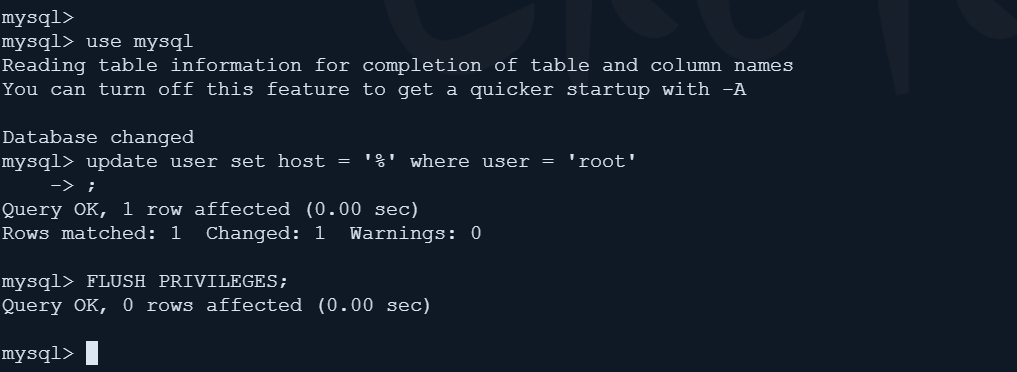 mysql>
mysql> use mysql
Reading table information for completion of table and column names
You can turn off this feature to get a quicker startup with -A
Database changed
mysql> update user set host = '%' where user = 'root'
    -> ;
Query OK, 1 row affected (0.00 sec)
Rows matched: 1  Changed: 1  Warnings: 0
mysql> FLUSH PRIVILEGES;
Query OK, 0 rows affected (0.00 sec)
mysql>